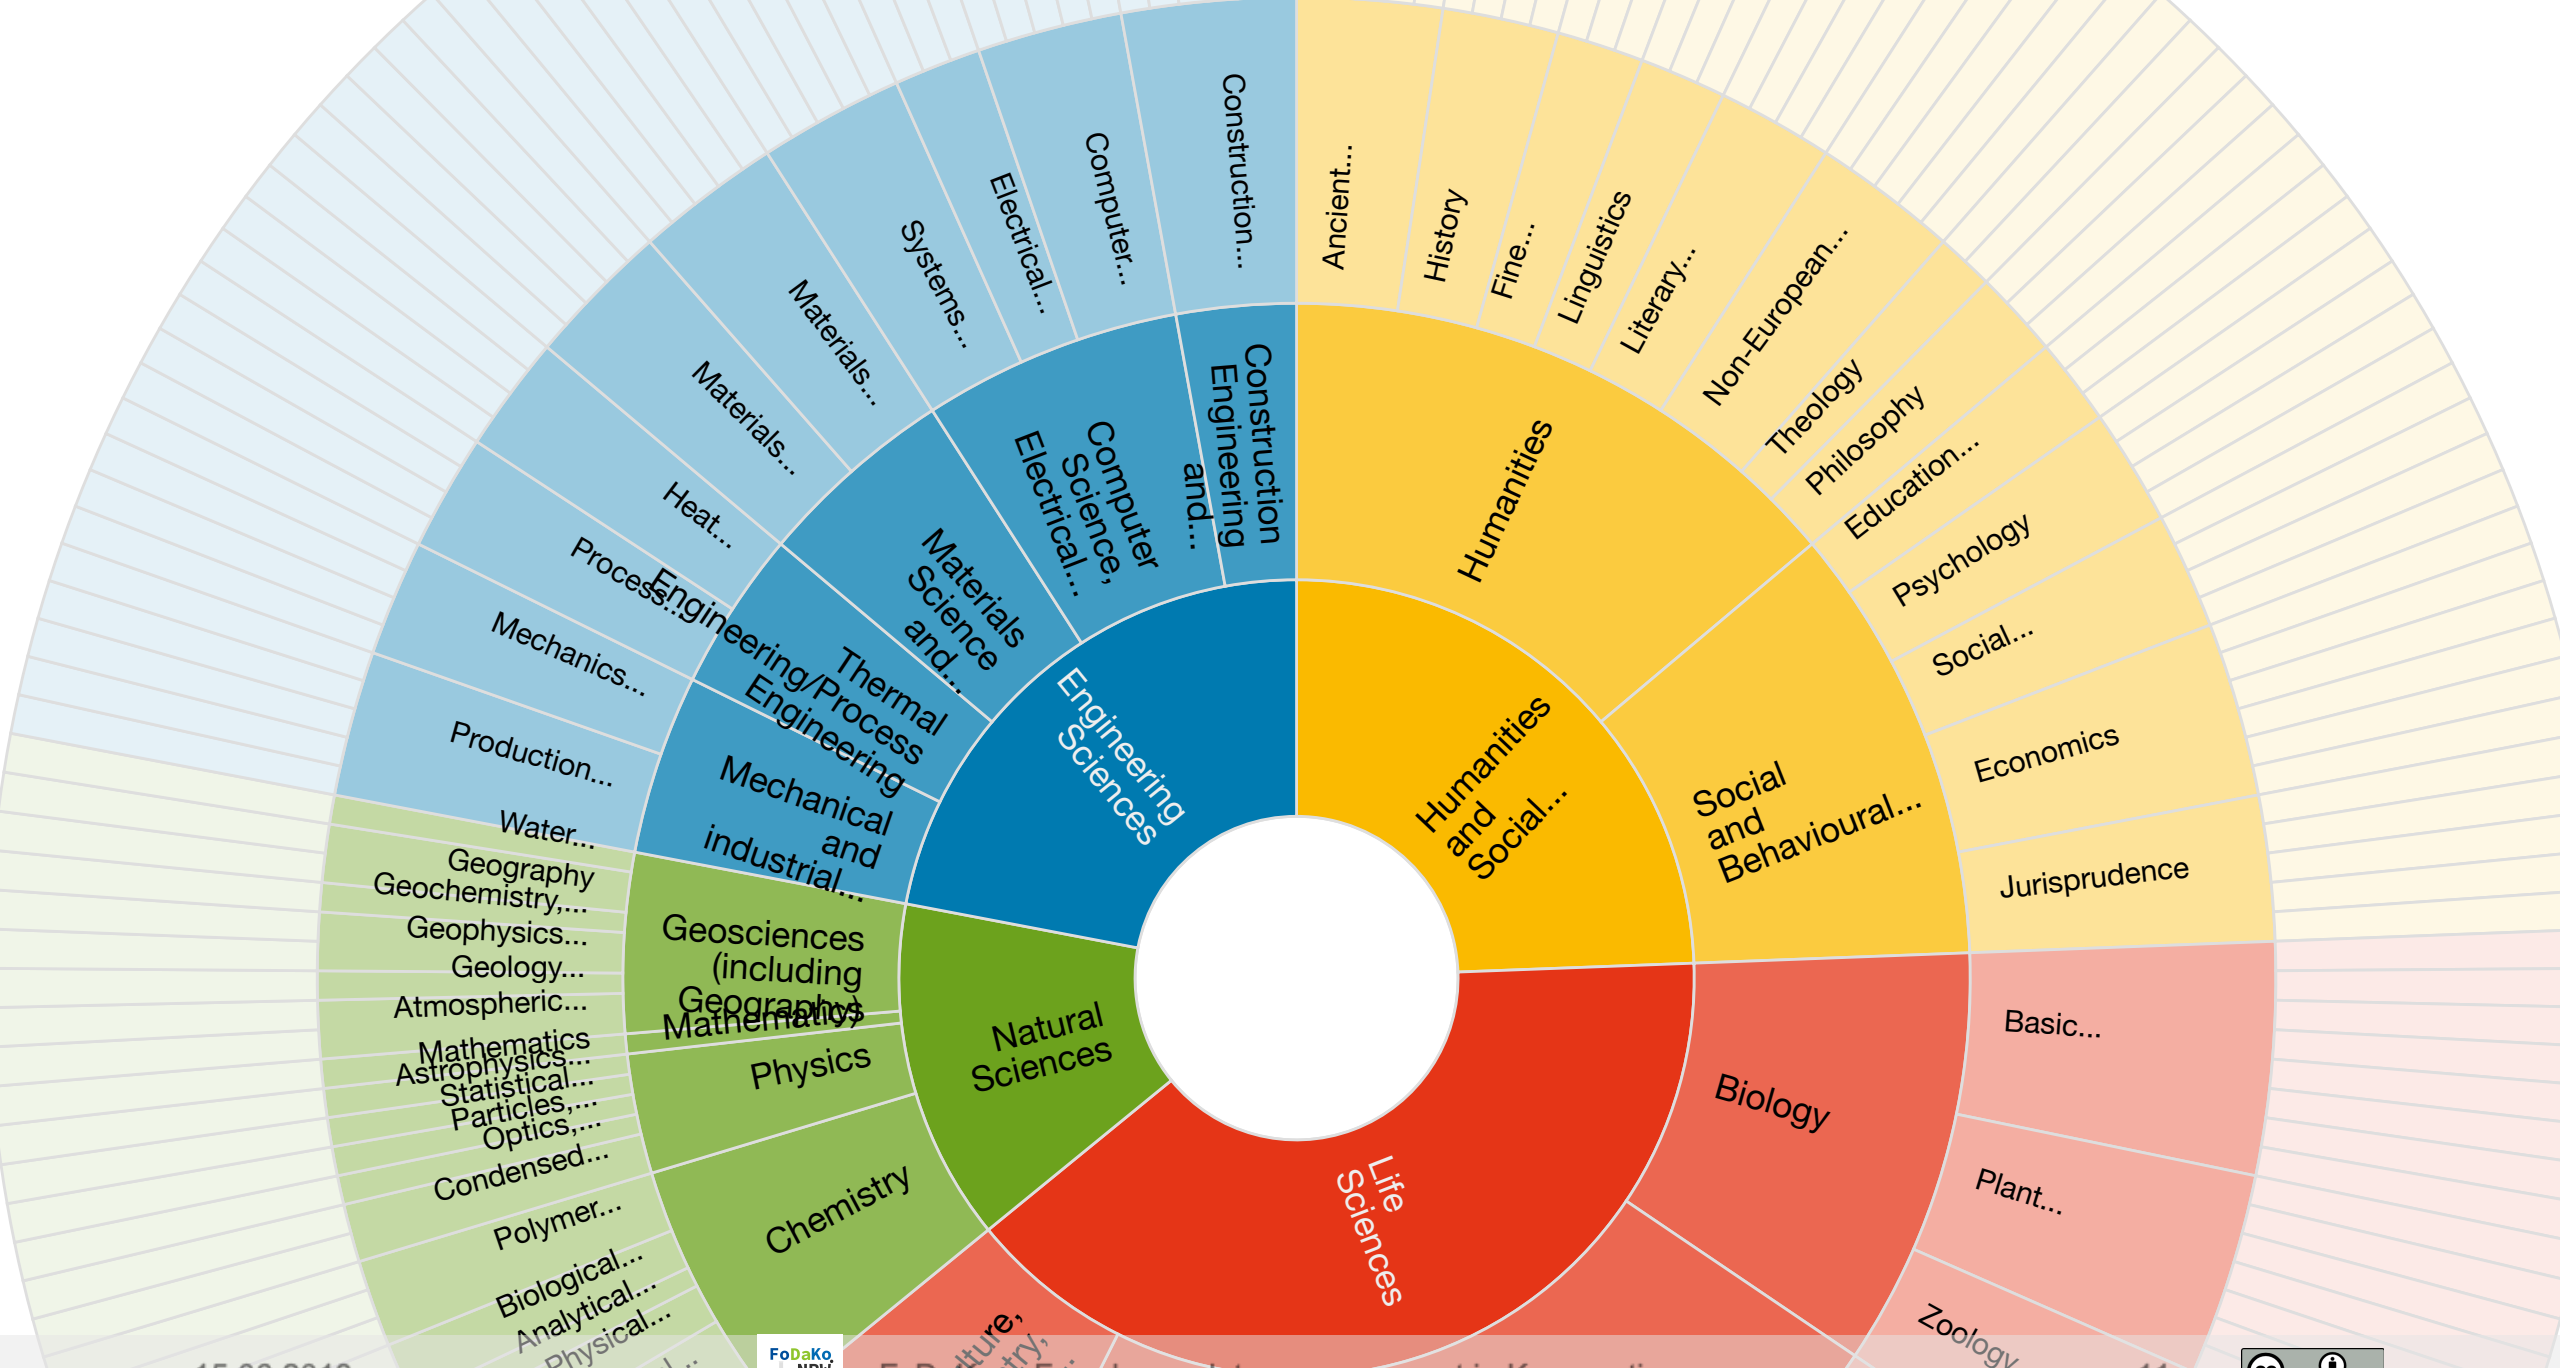 Engineering
Sciences
Humanities
and
Social...
Life
Sciences
Natural
Sciences
Construction
Engineering
and...
Computer
Science,
Electrical...
Materials
Science
and...
Thermal
Engineering/Process
Engineering
Mechanical
and
industrial...
Geosciences
(including
Geography)
Mathematics
Physics
Chemistry
Humanities
Social
and
Behavioural...
Biology
Construction...
Computer...
Electrical...
Systems...
Materials...
Materials...
Heat...
Process...
Mechanics...
Production...
Water...
Geography
Geochemistry,...
Geophysics...
Geology...
Atmospheric...
Mathematics
Astrophysics...
Statistical...
Particles,...
Optics,...
Condensed...
Polymer...
Biological...
Analytical...
Physical...
Ancient...
History
Fine...
Linguistics
Literary...
Non-European...
Theology
Philosophy
Education...
Psychology
Social...
Economics
Jurisprudence
Basic...
Plant...
Zoology
FoDaKo